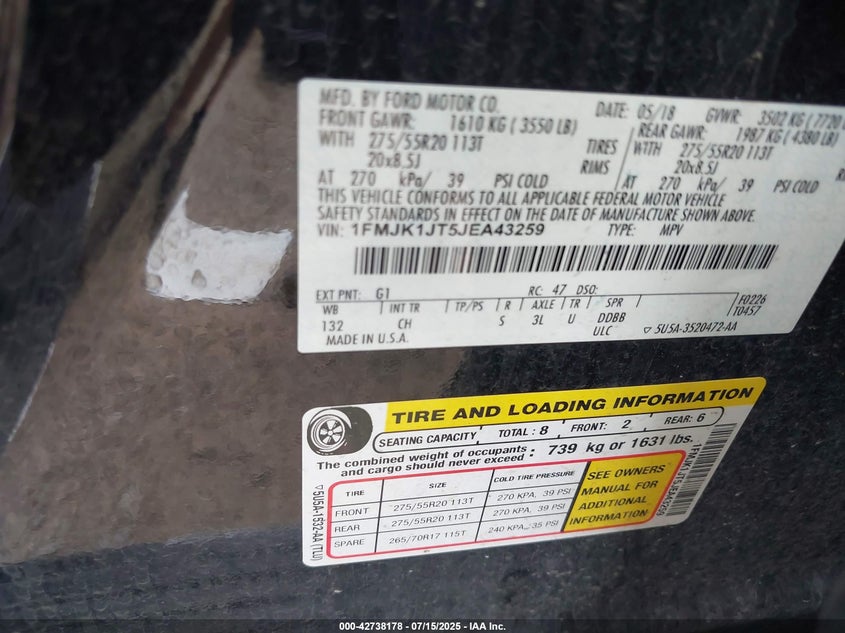 MFD. BY FORD MOTOR CO. DATE: 05/18 GVWR: 3502 KG (7720
FRONT GAWR: 1610 KG (3550 LB) REAR GAWR: 1987 KG (4380 LB)
WITH 275/55R20 113T TIRES WITH 275/55R20 113T
20x8.5J RIMS 20x8.5J
AT 270 kPa/ 39 PSI COLD AT 270 kPa/ 39 PSI COLD
THIS VEHICLE CONFORMS TO ALL APPLICABLE FEDERAL MOTOR VEHICLE
SAFETY STANDARDS IN EFFECT ON THE DATE OF MANUFACTURE SHOWN ABOVE.
VIN: 1FMJK1JT5JEA43259 TYPE: MPV
EXT PNT: G1 RC: 47 DSO: F0226
WB INT TR TP/PS R AXLE TR SPR T0457
132 CH S 3L U DDBB
MADE IN U.S.A. ULC ▽ 5U5A-3520472-AA
TIRE AND LOADING INFORMATION
SEATING CAPACITY TOTAL: 8 FRONT: 2 REAR: 6
The combined weight of occupants and cargo should never exceed: 739 kg or 1631 lbs.
TIRE SIZE COLD TIRE PRESSURE
FRONT 275/55R20 113T 270 KPA, 39 PSI
REAR 275/55R20 113T 270 KPA, 39 PSI
SPARE 265/70R17 115T 240 KPA, 35 PSI
SEE OWNERS
MANUAL FOR
ADDITIONAL
INFORMATION
▽5U5A-1532-AA (TLU)
1FMJK1JT5JEA43259
000-42738178 - 07/15/2025 - IAA Inc.